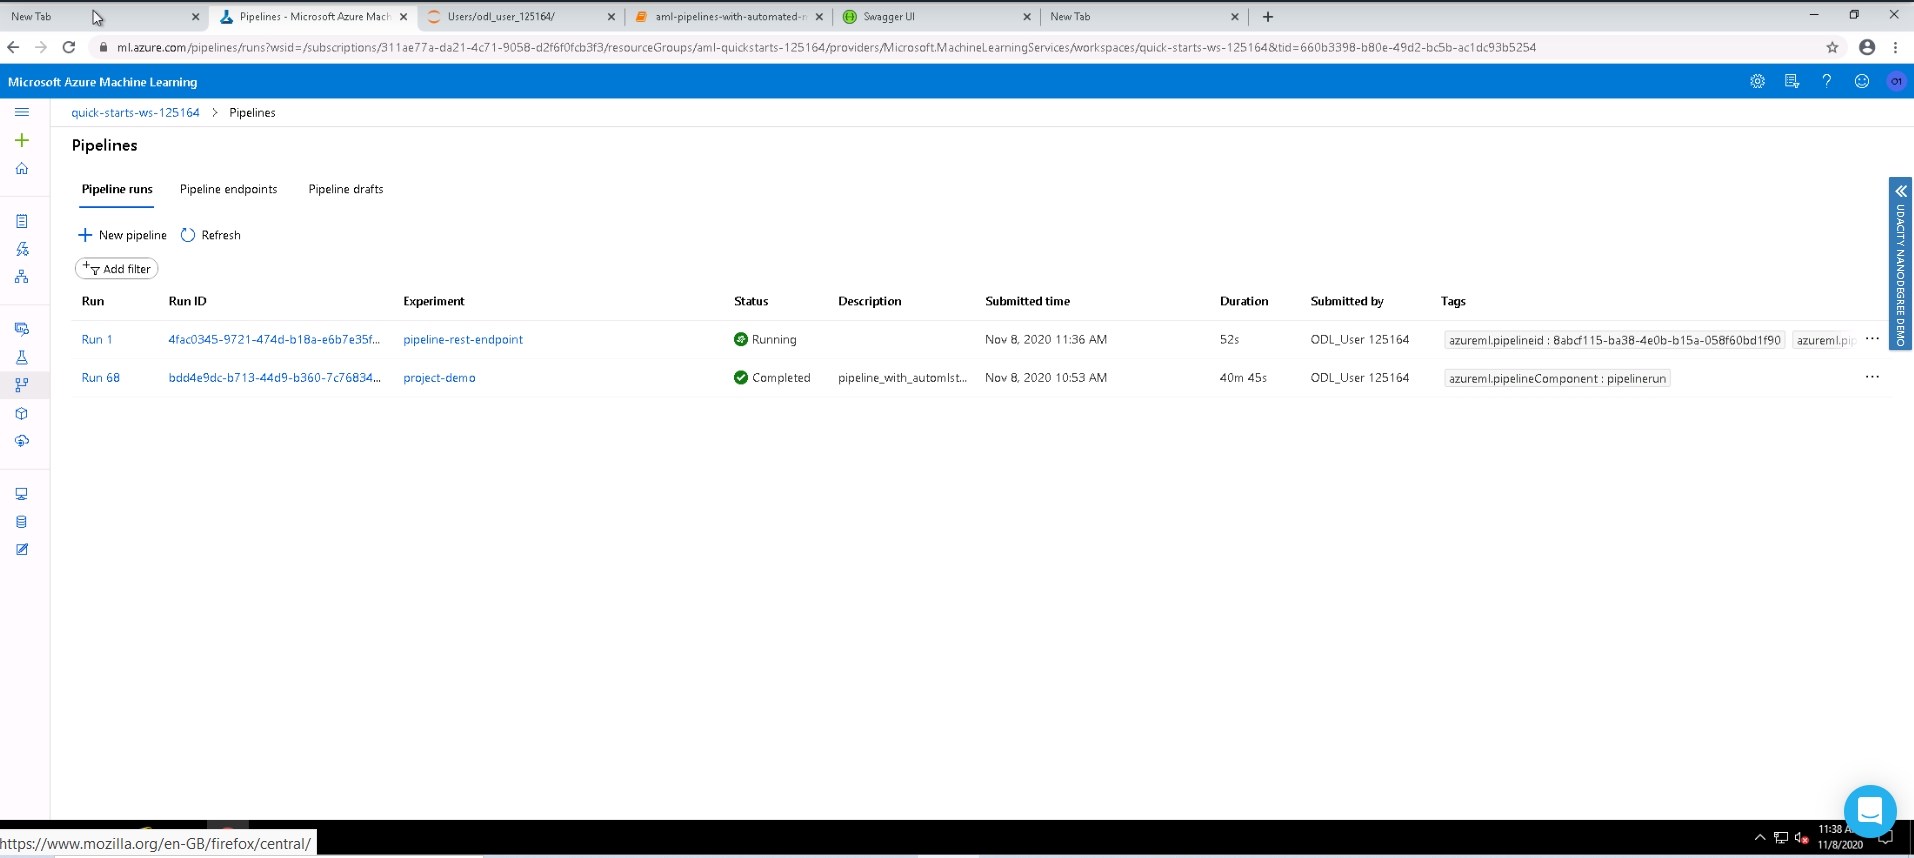 New Tab
Pipelines - Microsoft Azure Mach
Users/odl_user_125164/
aml-pipelines-with-automated-
Swagger UI
New Tab
ml.azure.com/pipelines/runs?wsid=/subscriptions/311ae77a-da21-4c71-9058-d2f6f0fcb3f3/resourceGroups/aml-quickstarts-125164/providers/Microsoft.MachineLearningServices/workspaces/quick-starts-ws-125164&tid=660b3398-b80e-49d2-bc5b-ac1dc93b5254
Microsoft Azure Machine Learning
O1
quick-starts-ws-125164 > Pipelines
Pipelines
Pipeline runs Pipeline endpoints Pipeline drafts
New pipeline Refresh
Add filter
Run Run ID Experiment Status Description Submitted time Duration Submitted by Tags
Run 1 4fac0345-9721-474d-b18a-e6b7e35f... pipeline-rest-endpoint Running Nov 8, 2020 11:36 AM 52s ODL_User 125164 azureml.pipelineid : 8abcf115-ba38-4e0b-b15a-058f60bd1f90 azureml.pip ...
Run 68 bdd4e9dc-b713-44d9-b360-7c76834... project-demo Completed pipeline_with_automlst... Nov 8, 2020 10:53 AM 40m 45s ODL_User 125164 azureml.pipelineComponent : pipelinerun ...
UDACITY NANODEGREE DEMO
https://www.mozilla.org/en-GB/firefox/central/
11:38 A
11/8/2020